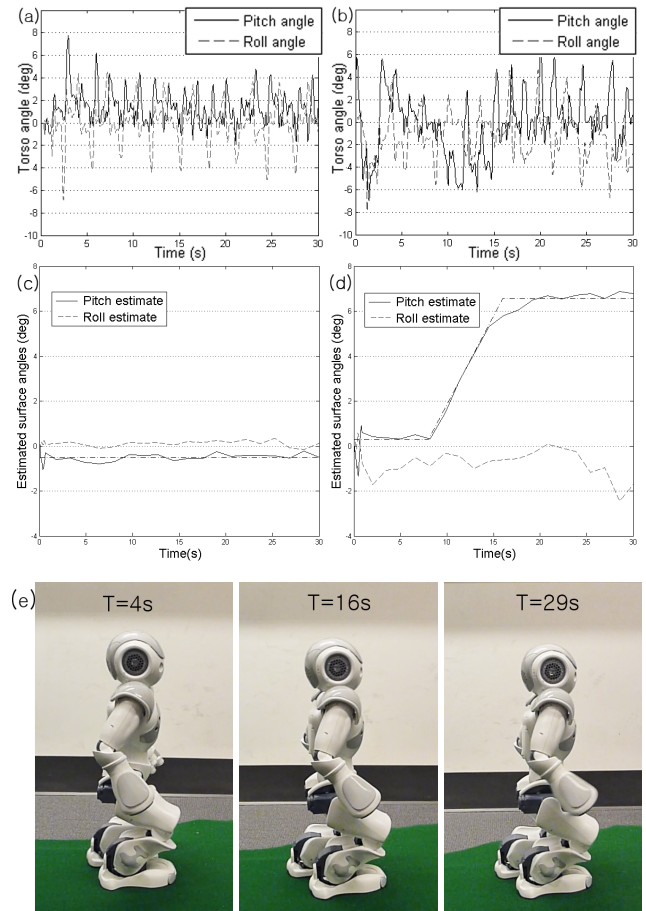 (a)
Pitch angle
Roll angle
Torso angle (deg)
8
6
4
2
0
-2
-4
-6
-8
-10
0
5
10
15
20
25
30
Time (s)
(b)
Pitch angle
Roll angle
Torso angle (deg)
8
6
4
2
0
-2
-4
-6
-8
-10
0
5
10
15
20
25
30
Time (s)
(c)
Pitch estimate
Roll estimate
Estimated surface angles (deg)
8
6
4
2
0
-2
-4
0
5
10
15
20
25
30
Time(s)
(d)
Pitch estimate
Roll estimate
Estimated surface angles (deg)
8
6
4
2
0
-2
-4
0
5
10
15
20
25
30
Time(s)
(e)
T=4s
T=16s
T=29s